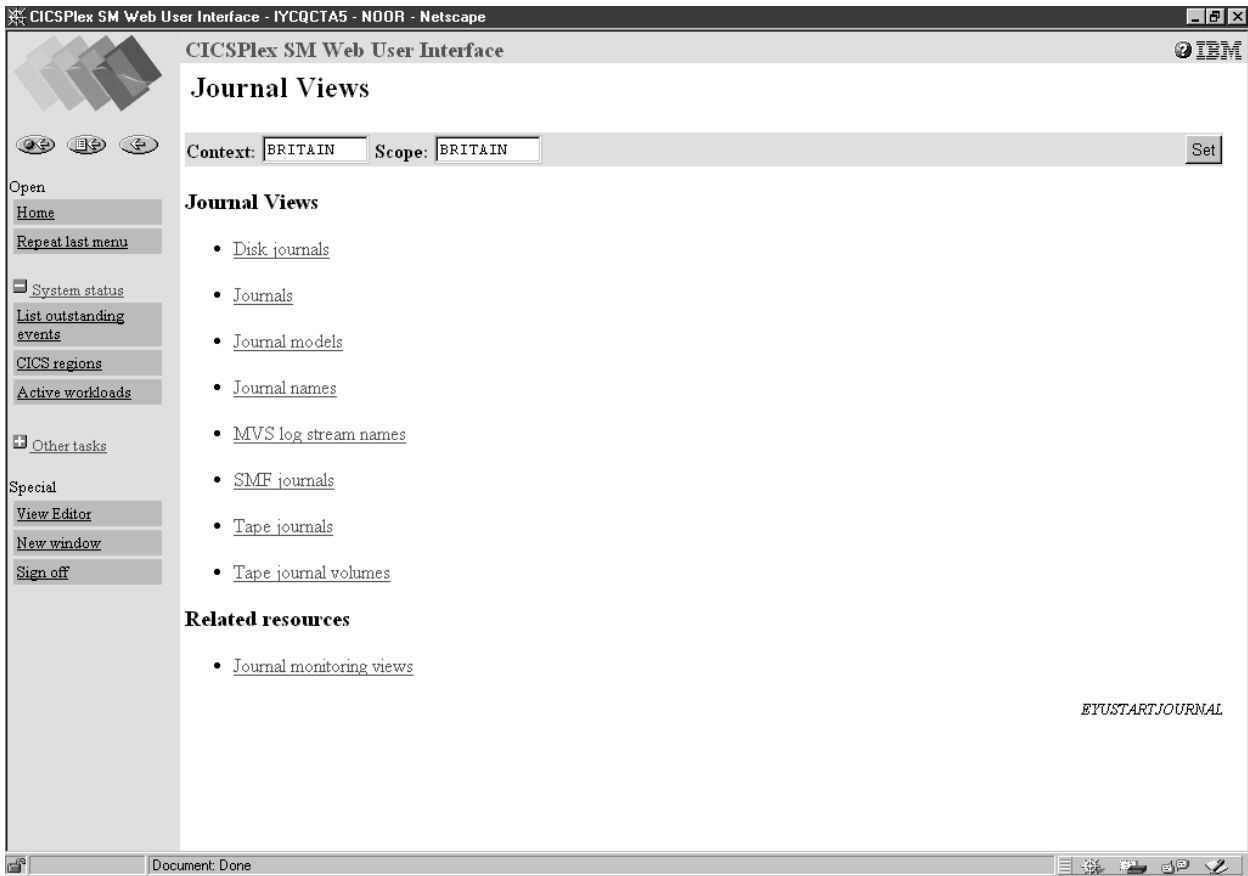 CICSPlex SM Web User Interface - IYCQCTA5 - NOOR - Netscape
CICSPlex SM Web User Interface
IBM
Journal Views
Context: BRITAIN Scope: BRITAIN Set
Open
Home
Repeat last menu
System status
List outstanding
events
CICS regions
Active workloads
Other tasks
Special
View Editor
New window
Sign off
Journal Views
Disk journals
Journals
Journal models
Journal names
MVS log stream names
SMF journals
Tape journals
Tape journal volumes
Related resources
Journal monitoring views
EYUSTARTJOURNAL
Document: Done